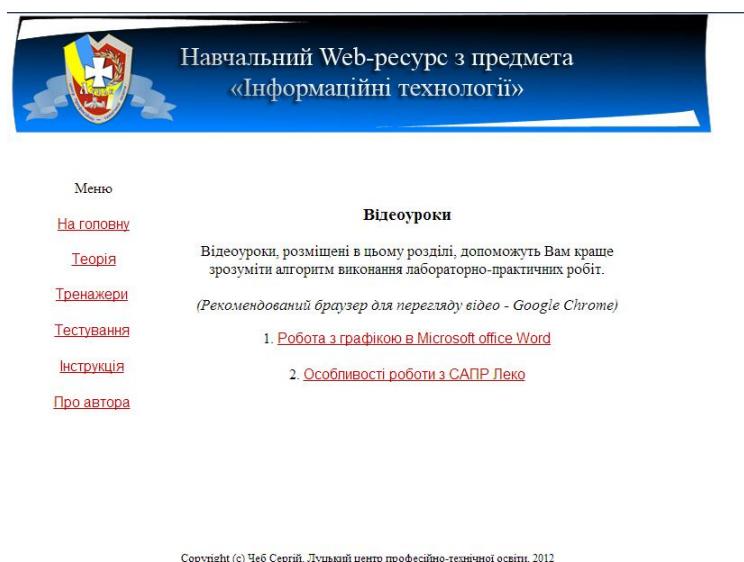 Навчальний Web-ресурс з предмета
«Інформаційні технології»
Меню
На головну
Теорія
Тренажери
Тестування
Інструкція
Про автора
Відеоуроки
Відеоуроки, розміщені в цьому розділі, допоможуть Вам краще
зрозуміти алгоритм виконання лабораторно-практичних робіт.
(Рекомендований браузер для перегляду відео - Google Chrome)
1. Робота з графікою в Microsoft office Word
2. Особливості роботи з САПР Леко
Copyright (c) Чеб Сергій, Луцький центр професійно-технічної освіти, 2012